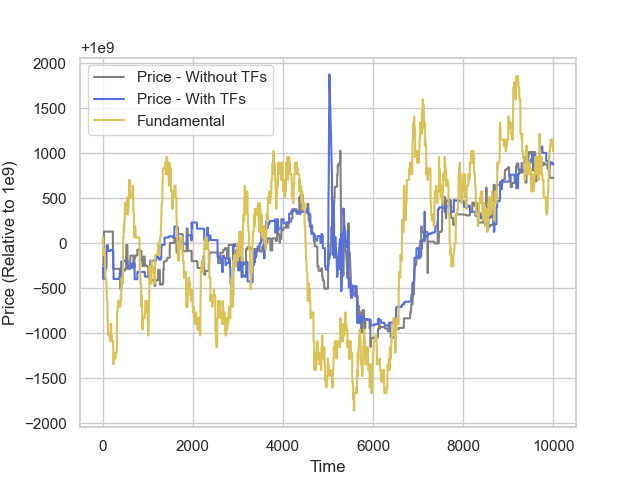 +1e9
Price - Without TFs
Price - With TFs
Fundamental
2000
1500
1000
500
0
−500
−1000
−1500
−2000
Price (Relative to 1e9)
0
2000
4000
6000
8000
10000
Time